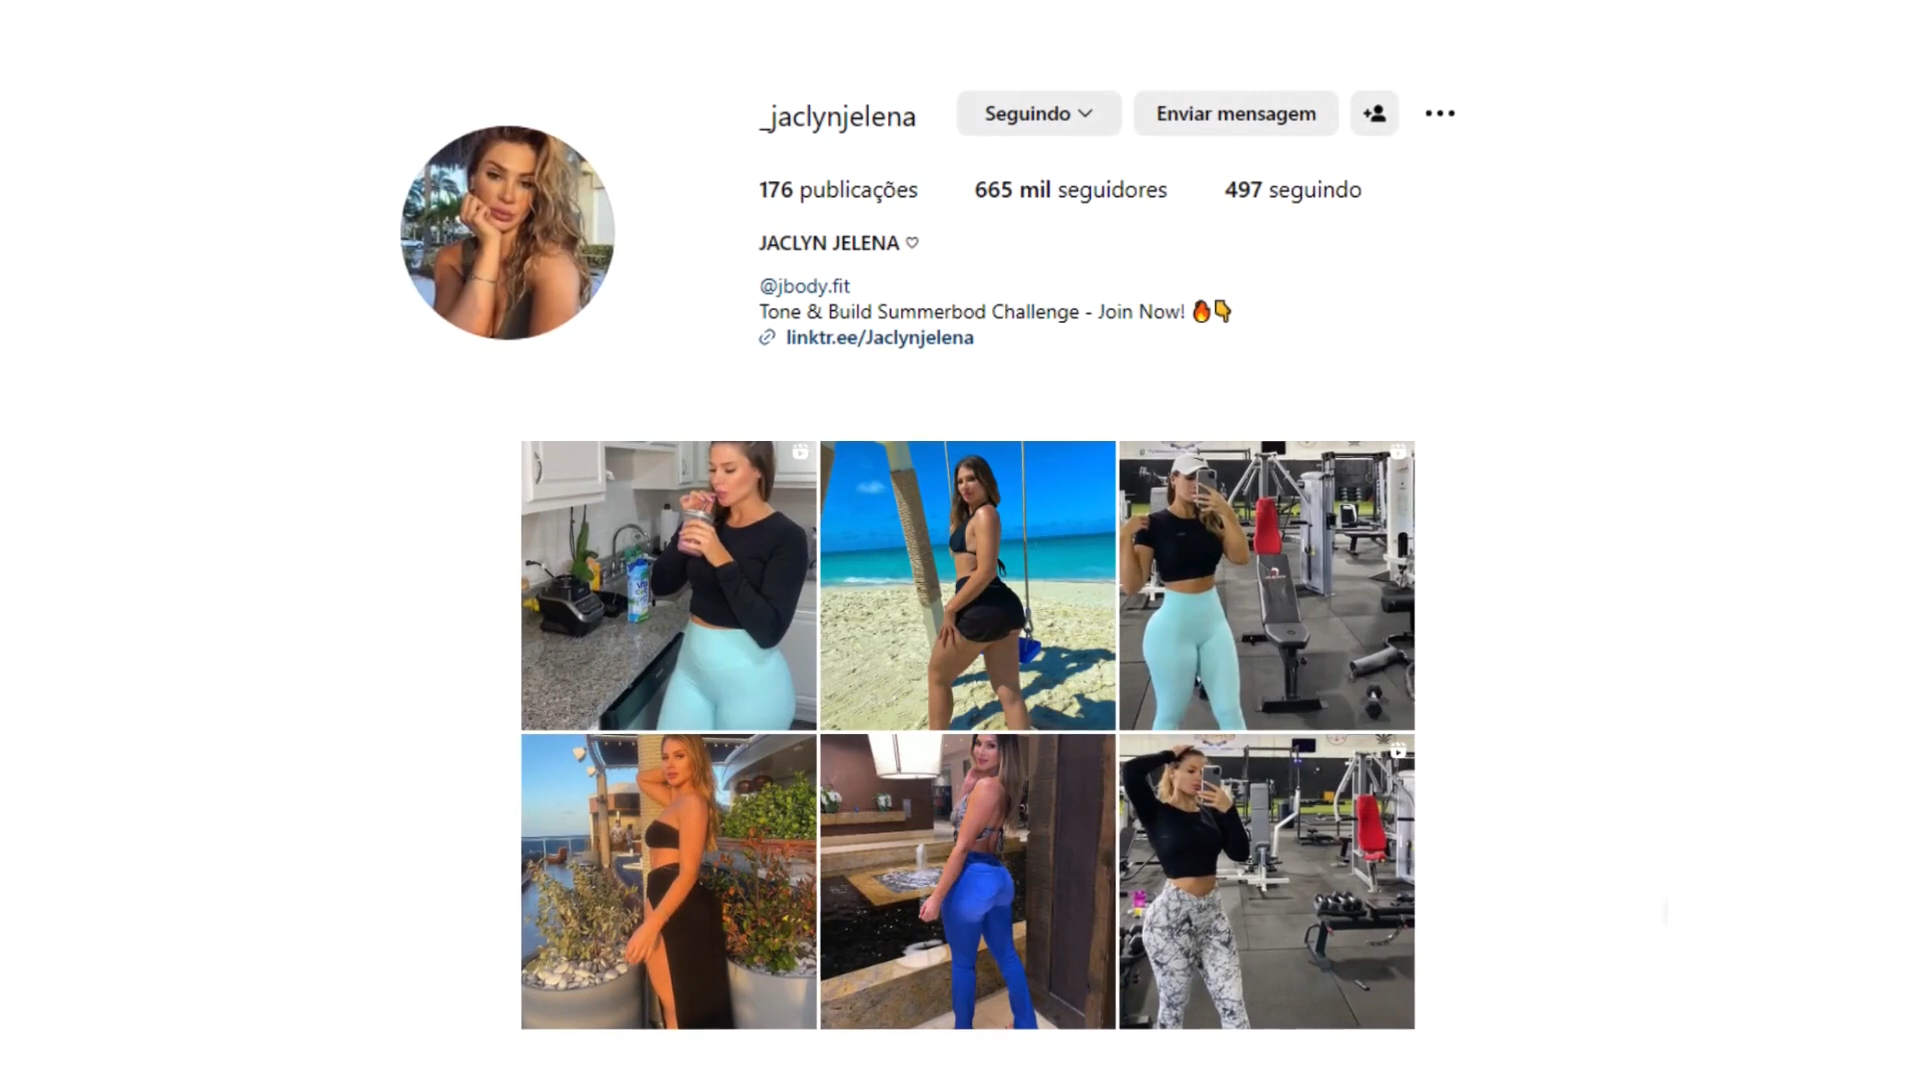 _jaclynjelena Seguindo Enviar mensagem
176 publicações 665 mil seguidores 497 seguindo
JACLYN JELENA ♡
@jbody.fit
Tone & Build Summerbod Challenge - Join Now! 🔥👇
linktr.ee/Jaclynjelena